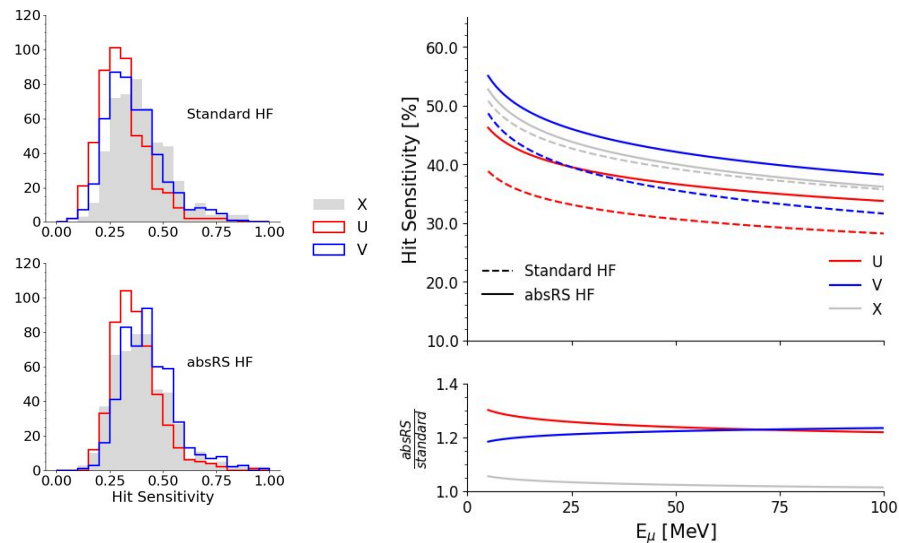 120
100
80
60
40
20
0
Standard HF
0.00 0.25 0.50 0.75 1.00
X
U
V
120
100
80
60
40
20
0
absRS HF
0.00 0.25 0.50 0.75 1.00
Hit Sensitivity
Hit Sensitivity [%]
60.0
50.0
40.0
30.0
20.0
10.0
Standard HF
absRS HF
U
V
X
absRS
standard
1.4
1.2
1.0
0 25 50 75 100
E_μ [MeV]